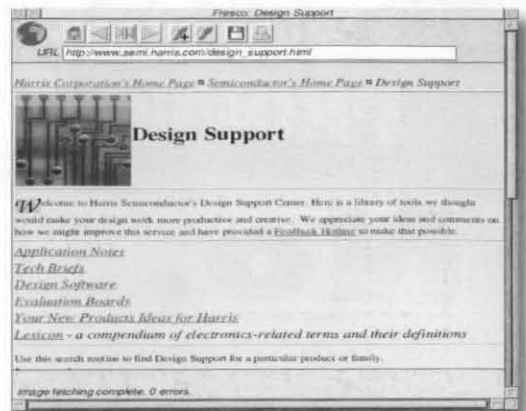 Fresco: Design Support
URL http://www.semi.harris.com/design_support.html
Harris Corporation's Home Page Semiconductor's Home Page Design Support
Design Support
Welcome to Harris Semiconductor's Design Support Center. Here is a library of tools we thought
would make your design work more productive and creative. We appreciate your ideas and comments on
how we might improve this service and have provided a Feedback Hotline to make that possible.
Application Notes
Tech Briefs
Design Software
Evaluation Boards
Your New Products Ideas for Harris
Lexicon - a compendium of electronics-related terms and their definitions
Use this search routine to find Design Support for a particular product or family.
Image fetching complete. 0 errors.